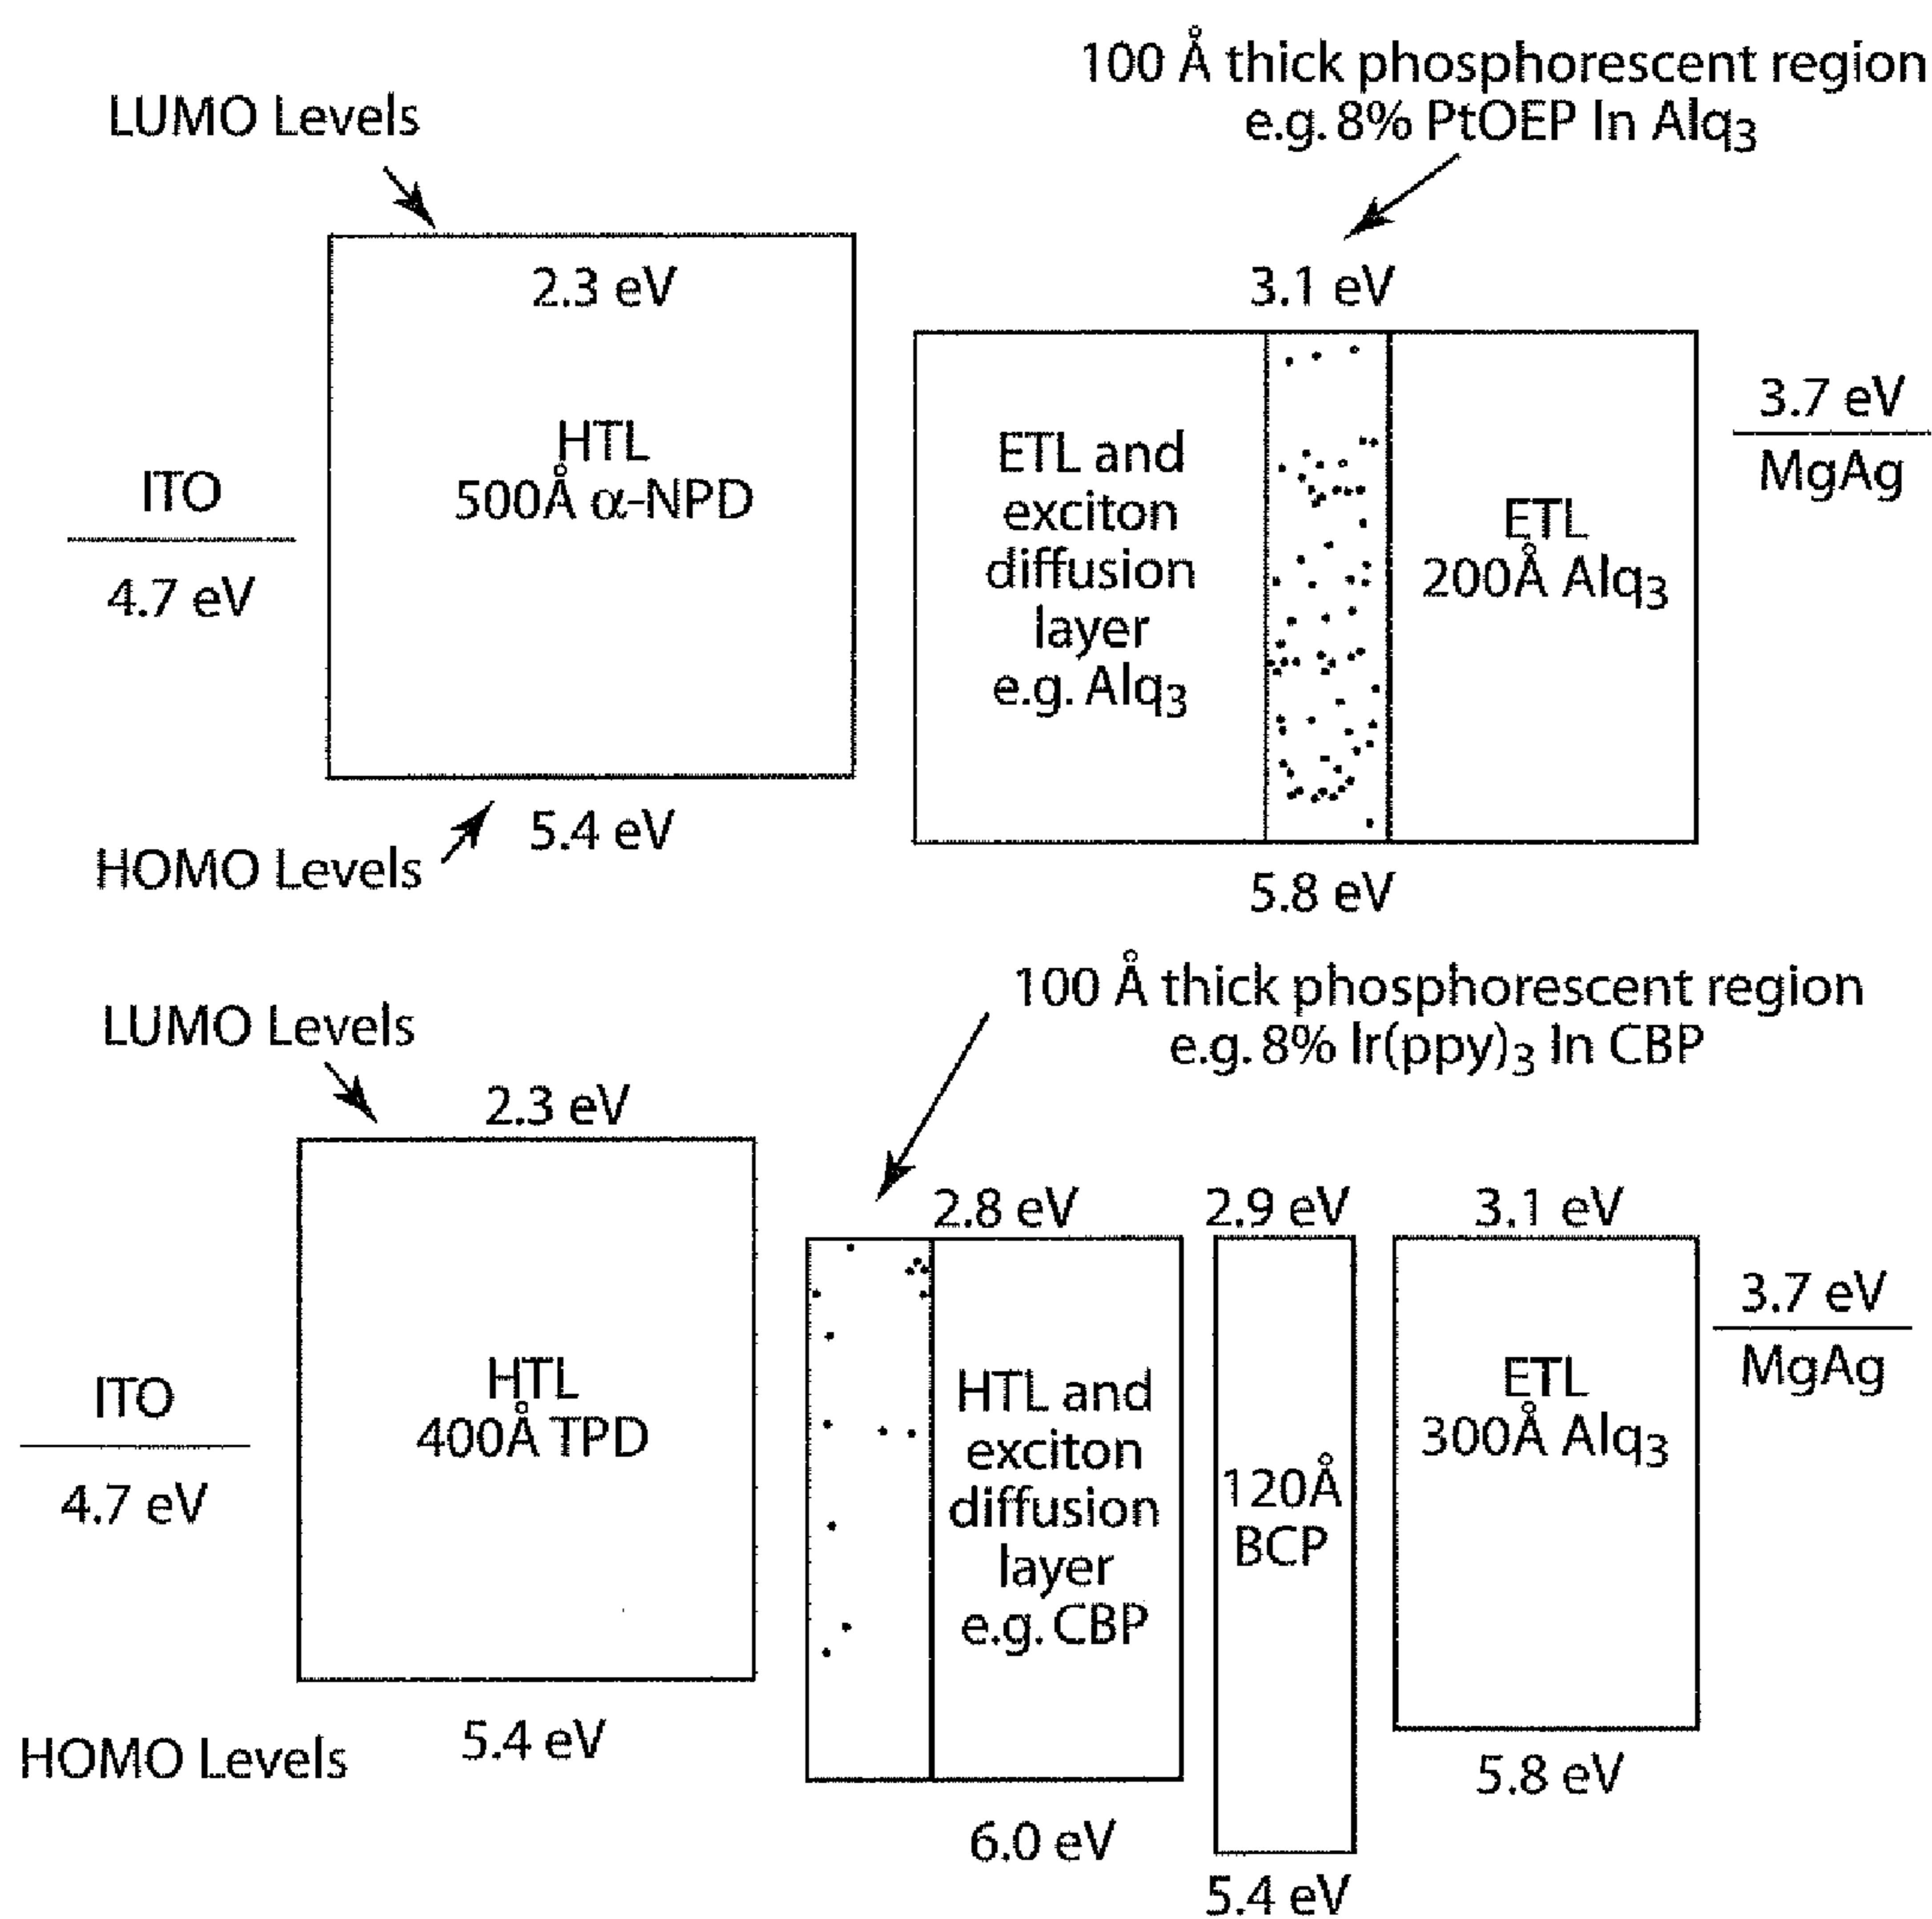 100 Å thick phosphorescent region
e.g. 8% PtOEP In Alq₃
LUMO Levels
2.3 eV
3.1 eV
HTL
500Å α-NPD
ITO
4.7 eV
ETL and
exciton
diffusion
layer
e.g. Alq₃
ETL
200Å Alq₃
3.7 eV
MgAg
5.4 eV
HOMO Levels
5.8 eV
100 Å thick phosphorescent region
e.g. 8% Ir(ppy)₃ In CBP
LUMO Levels
2.3 eV
2.8 eV
2.9 eV
3.1 eV
HTL
400Å TPD
ITO
4.7 eV
HTL and
exciton
diffusion
layer
e.g. CBP
120Å
BCP
ETL
300Å Alq₃
3.7 eV
MgAg
5.4 eV
HOMO Levels
6.0 eV
5.4 eV
5.8 eV